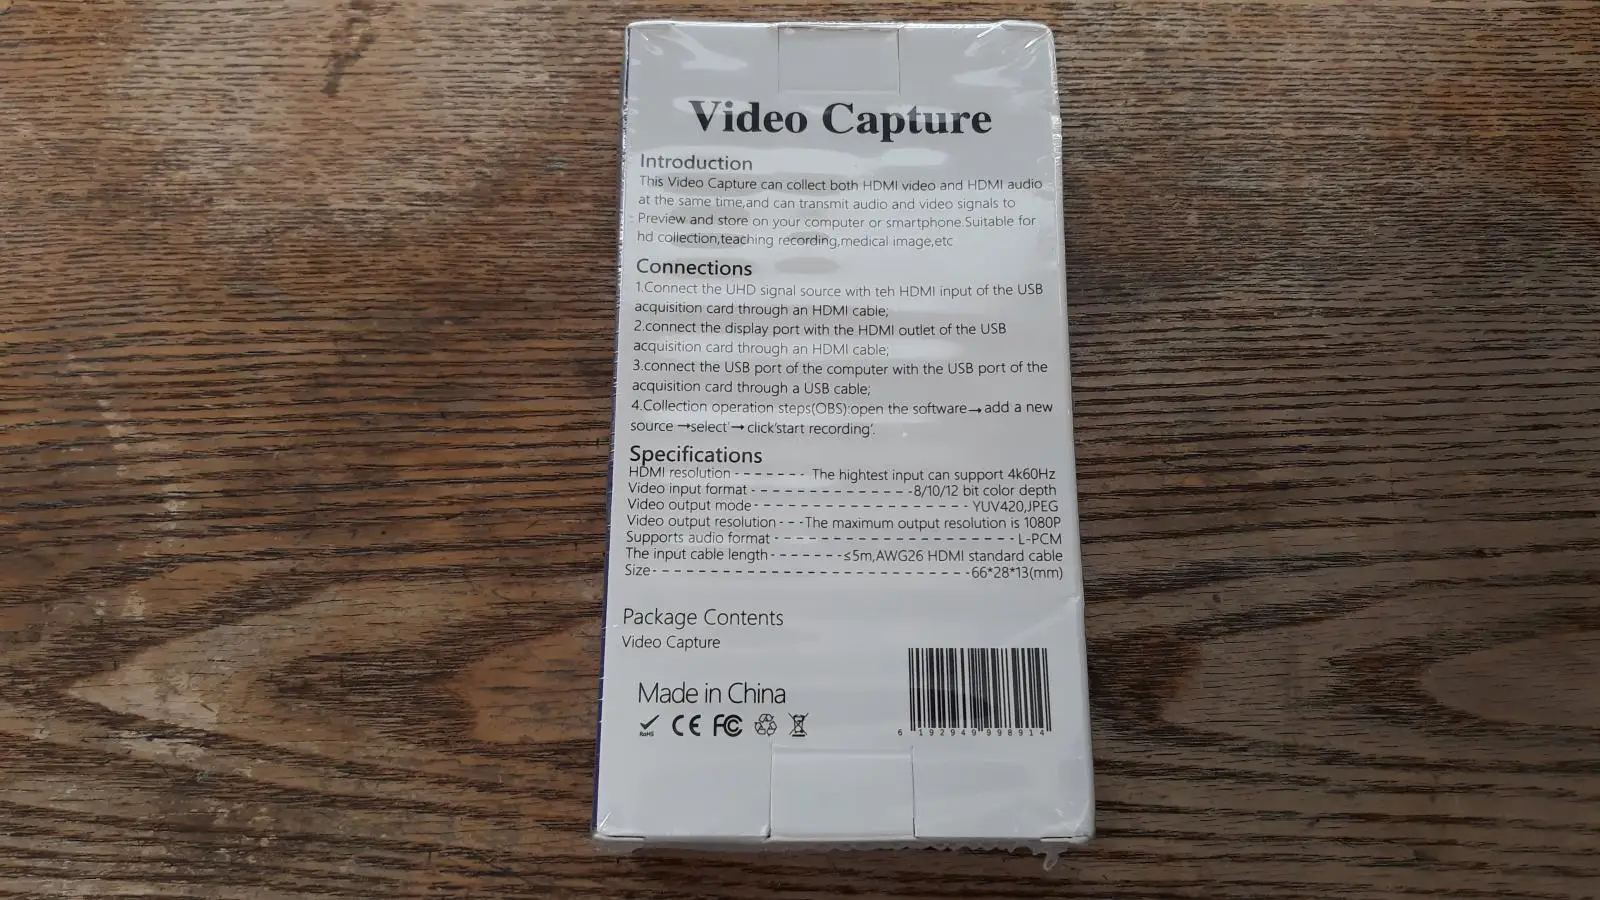 Video Capture
Introduction
This Video Capture can collect both HDMI video and HDMI audio
at the same time,and can transmit audio and video signals to
Preview and store on your computer or smartphone.Suitable for
hd collection,teaching recording,medical image,etc
Connections
1.Connect the UHD signal source with teh HDMI input of the USB
acquisition card through an HDMI cable;
2.connect the display port with the HDMI outlet of the USB
acquisition card through an HDMI cable;
3.connect the USB port of the computer with the USB port of the
acquisition card through a USB cable;
4.Collection operation steps(OBS):open the software→add a new
source →select'→click'start recording'.
Specifications
HDMI resolution - - - - - - - The hightest input can support 4k60Hz
Video input format - - - - - - - - - - - - - - - -8/10/12 bit color depth
Video output mode- - - - - - - - - - - - - - - - - - - - - YUV420,JPEG
Video output resolution - - -The maximum output resolution is 1080P
Supports audio format - - - - - - - - - - - - - - - - - - - - - - - - L-PCM
The input cable length - - - - - - -≤5m,AWG26 HDMI standard cable
Size- - - - - - - - - - - - - - - - - - - - - - - - - - - - - - - -66*28*13(mm)
Package Contents
Video Capture
Made in China
RoHS CE FC
6 192949 998914